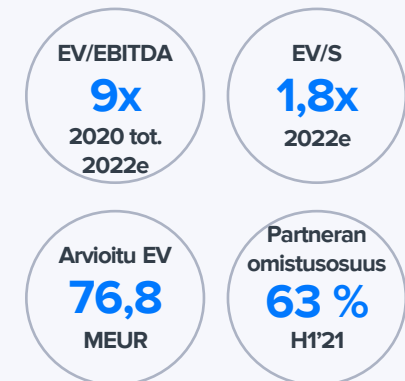 EV/EBITDA
9x
2020 tot.
2022e
EV/S
1,8x
2022e
Arvioitu EV
76,8
MEUR
Partneran
omistusosuus
63 %
H1'21